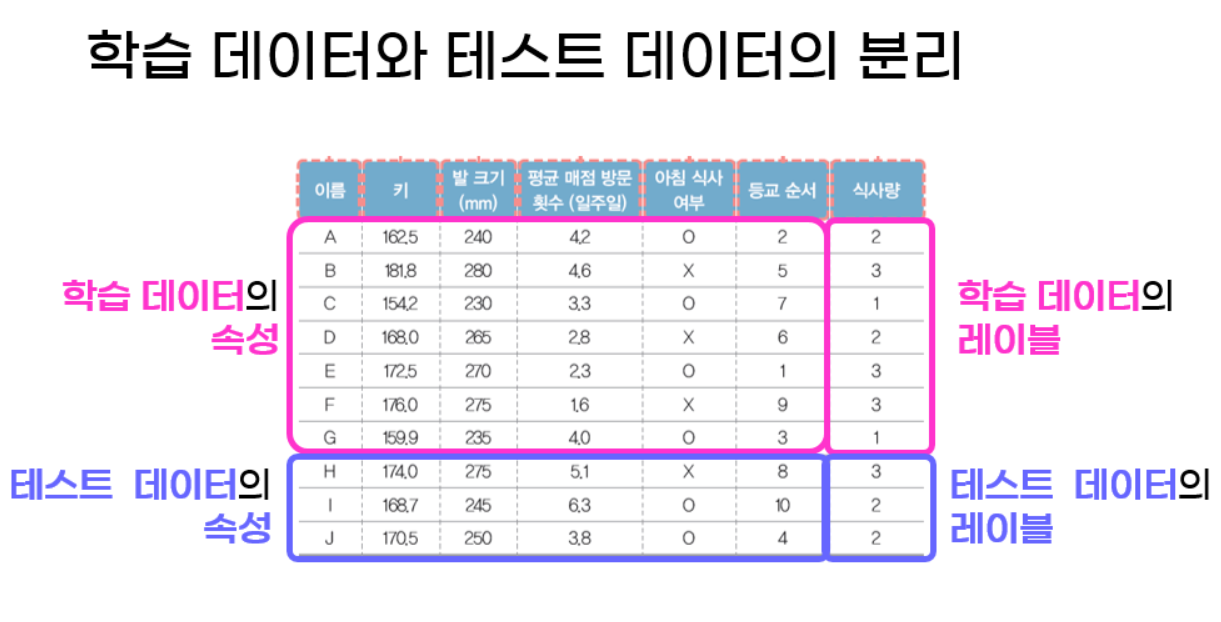 학습 데이터와 테스트 데이터의 분리
이름 키 발 크기 (mm) 평균 매점 방문 횟수 (일주일) 아침 식사 여부 등교 순서 식사량
A 162.5 240 4.2 O 2 2
B 181.8 280 4.6 X 5 3
C 154.2 230 3.3 O 7 1
D 168.0 265 2.8 X 6 2
E 172.5 270 2.3 O 1 3
F 176.0 275 1.6 X 9 3
G 159.9 235 4.0 O 3 1
H 174.0 275 5.1 X 8 3
I 168.7 245 6.3 O 10 2
J 170.5 250 3.8 O 4 2
학습 데이터의
속성
학습 데이터의
레이블
테스트 데이터의
속성
테스트 데이터의
레이블